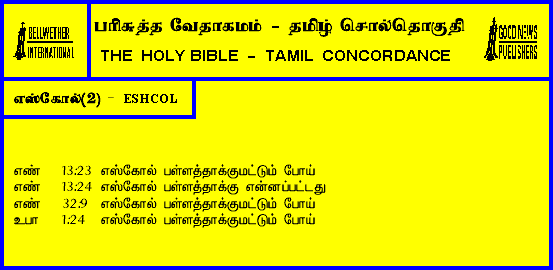 BELLWETHER
INTERNATIONAL
பரிசுத்த வேதாகமம் - தமிழ் சொல்தொகுதி
THE HOLY BIBLE - TAMIL CONCORDANCE
GOOD NEWS
PUBLISHERS
எஸ்கோல்(2) - ESHCOL
எண் 13:23 எஸ்கோல் பள்ளத்தாக்குமட்டும் போய்
எண் 13:24 எஸ்கோல் பள்ளத்தாக்கு என்னப்பட்டது
எண் 32:9 எஸ்கோல் பள்ளத்தாக்குமட்டும் போய்
உபா 1:24 எஸ்கோல் பள்ளத்தாக்குமட்டும் போய்